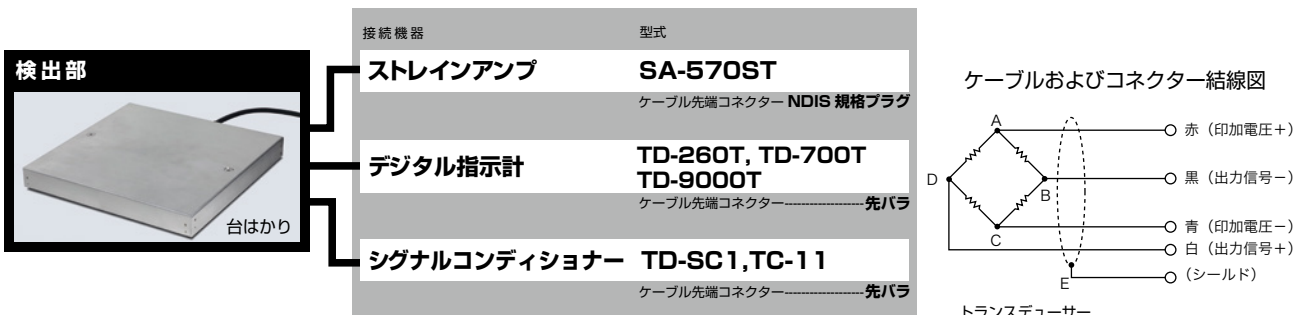 検出部
台はかり
接続機器 型式
ストレインアンプ SA-570ST
ケーブル先端コネクター NDIS 規格プラグ
デジタル指示計 TD-260T, TD-700T
TD-9000T
ケーブル先端コネクター------------------先バラ
シグナルコンディショナー TD-SC1,TC-11
ケーブル先端コネクター------------------先バラ
ケーブルおよびコネクター結線図
A
赤（印加電圧＋）
D
B
黒（出力信号－）
C
青（印加電圧－）
白（出力信号＋）
E
（シールド）
トランスデューサー